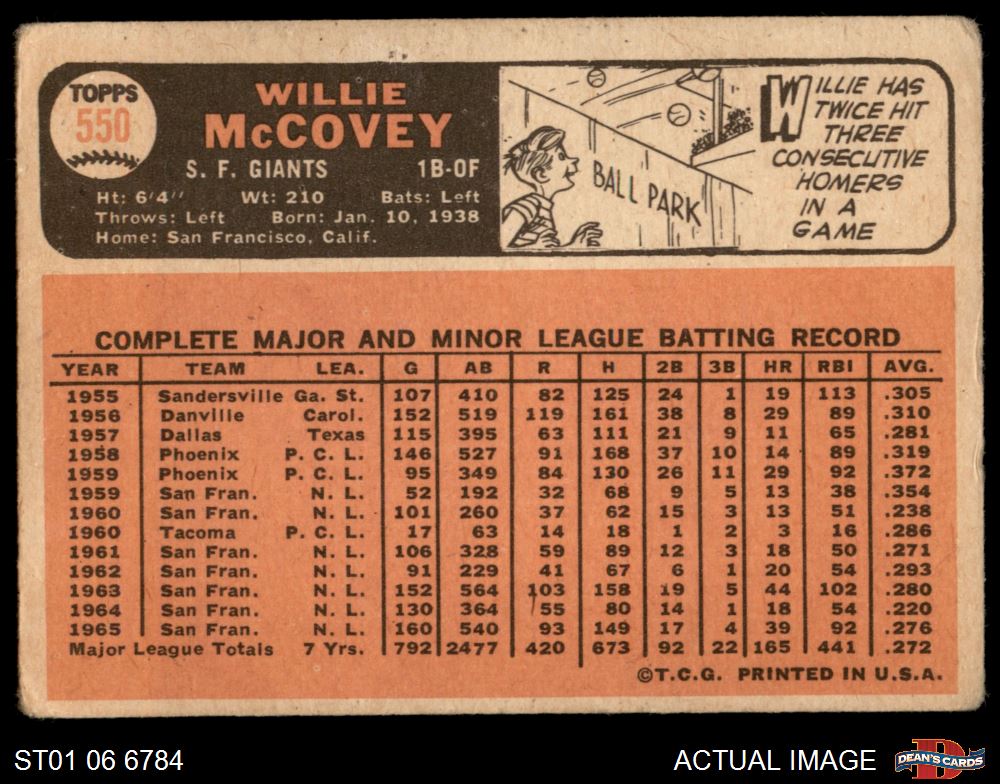 TOPPS
550
WILLIE
McCOVEY
S. F. GIANTS 1B-OF
Ht: 6'4" Wt: 210 Bats: Left
Throws: Left Born: Jan. 10, 1938
Home: San Francisco, Calif.
BALL PARK
WILLIE HAS
TWICE HIT
THREE
CONSECUTIVE
HOMERS
IN A
GAME
COMPLETE MAJOR AND MINOR LEAGUE BATTING RECORD
YEAR TEAM LEA. G AB R H 2B 3B HR RBI AVG.
1955 Sandersville Ga. St. 107 410 82 125 24 1 19 113 .305
1956 Danville Carol. 152 519 119 161 38 8 29 89 .310
1957 Dallas Texas 115 395 63 111 21 9 11 65 .281
1958 Phoenix P. C. L. 146 527 91 168 37 10 14 89 .319
1959 Phoenix P. C. L. 95 349 84 130 26 11 29 92 .372
1959 San Fran. N. L. 52 192 32 68 9 5 13 38 .354
1960 San Fran. N. L. 101 260 37 62 15 3 13 51 .238
1960 Tacoma P. C. L. 17 63 14 18 1 2 3 16 .286
1961 San Fran. N. L. 106 328 59 89 12 3 18 50 .271
1962 San Fran. N. L. 91 229 41 67 6 1 20 54 .293
1963 San Fran. N. L. 152 564 103 158 19 5 44 102 .280
1964 San Fran. N. L. 130 364 55 80 14 1 18 54 .220
1965 San Fran. N. L. 160 540 93 149 17 4 39 92 .276
Major League Totals 7 Yrs. 792 2477 420 673 92 22 165 441 .272
©T.C.G. PRINTED IN U.S.A.
ST01 06 6784
ACTUAL IMAGE
D
DEAN'S CARDS